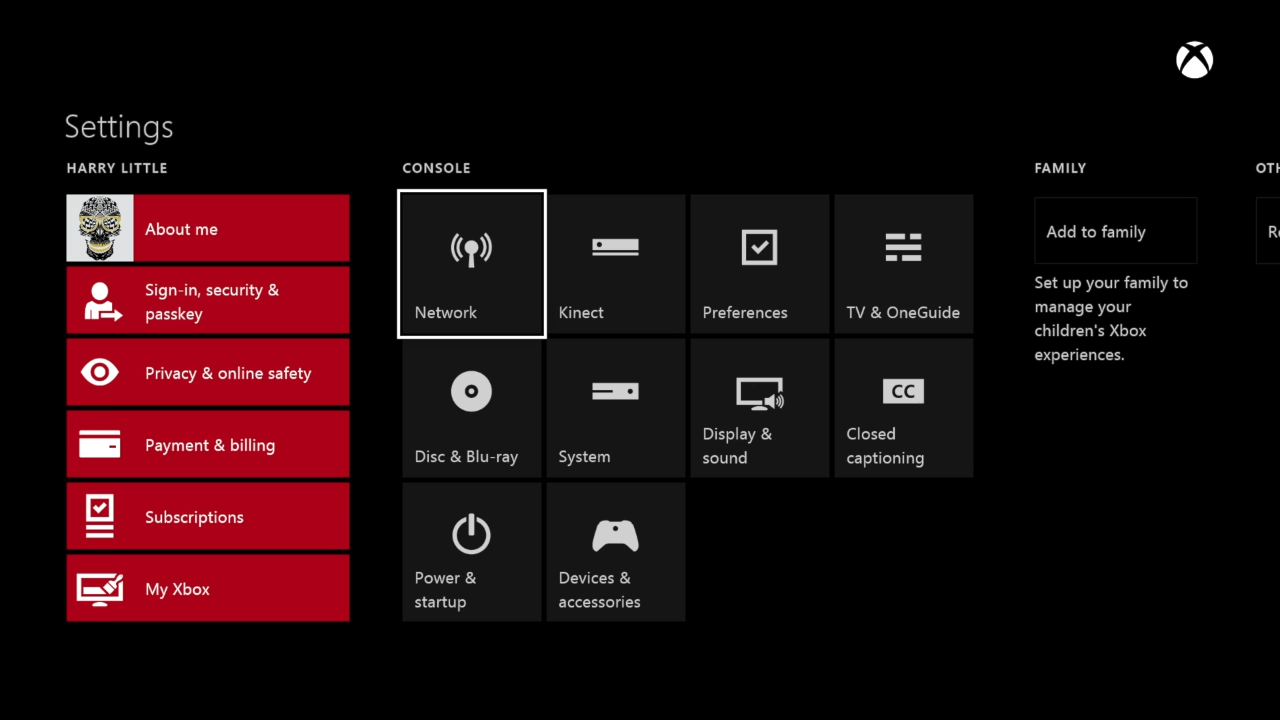 Settings
HARRY LITTLE
About me
Sign-in, security &
passkey
Privacy & online safety
Payment & billing
Subscriptions
My Xbox
CONSOLE
Network
Kinect
Preferences
TV & OneGuide
Disc & Blu-ray
System
Display &
sound
CC
Closed
captioning
Power &
startup
Devices &
accessories
FAMILY
Add to family
Set up your family to
manage your
children's Xbox
experiences.